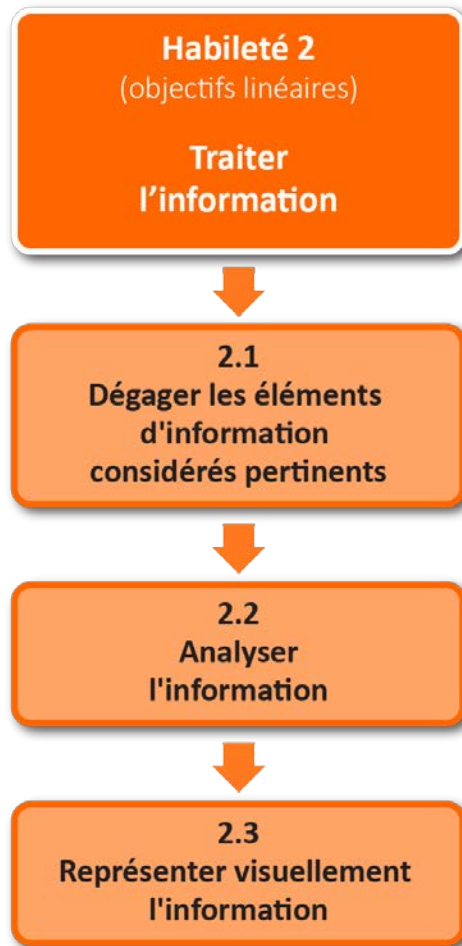 Habileté 2
(objectifs linéaires)
Traiter
l’information
2.1
Dégager les éléments
d'information
considérés pertinents
2.2
Analyser
l'information
2.3
Représenter visuellement
l'information